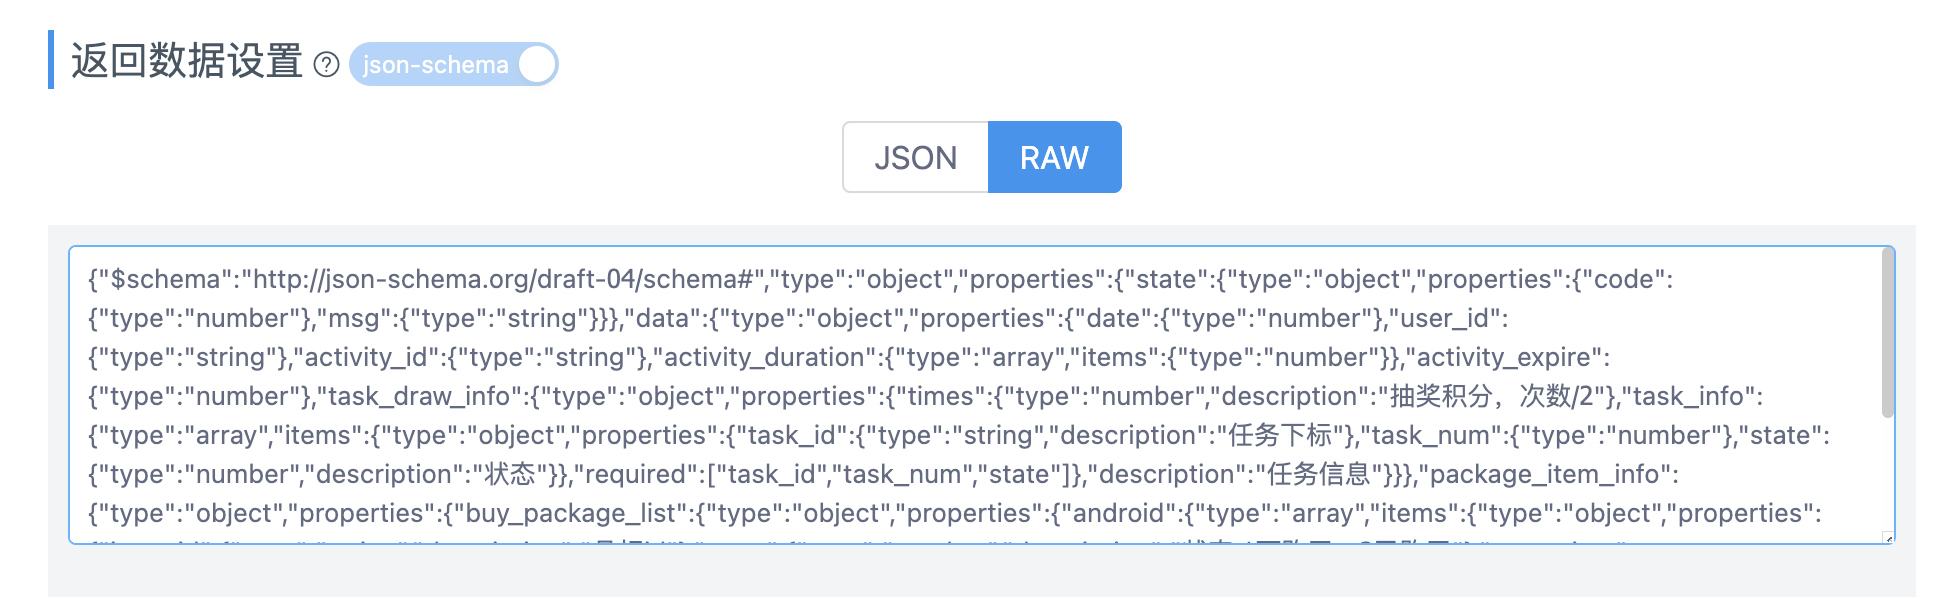 返回数据设置 ? json-schema
JSON RAW
{"$schema":"http://json-schema.org/draft-04/schema#","type":"object","properties":{"state":{"type":"object","properties":{"code":
{"type":"number"},"msg":{"type":"string"}}},"data":{"type":"object","properties":{"date":{"type":"number"},"user_id":
{"type":"string"},"activity_id":{"type":"string"},"activity_duration":{"type":"array","items":{"type":"number"}},"activity_expire":
{"type":"number"},"task_draw_info":{"type":"object","properties":{"times":{"type":"number","description":"抽奖积分，次数/2"},"task_info":
{"type":"array","items":{"type":"object","properties":{"task_id":{"type":"string","description":"任务下标"},"task_num":{"type":"number"},"state":
{"type":"number","description":"状态"}},"required":["task_id","task_num","state"]},"description":"任务信息"}}},"package_item_info":
{"type":"object","properties":{"buy_package_list":{"type":"object","properties":{"android":{"type":"array","items":{"type":"object","properties":